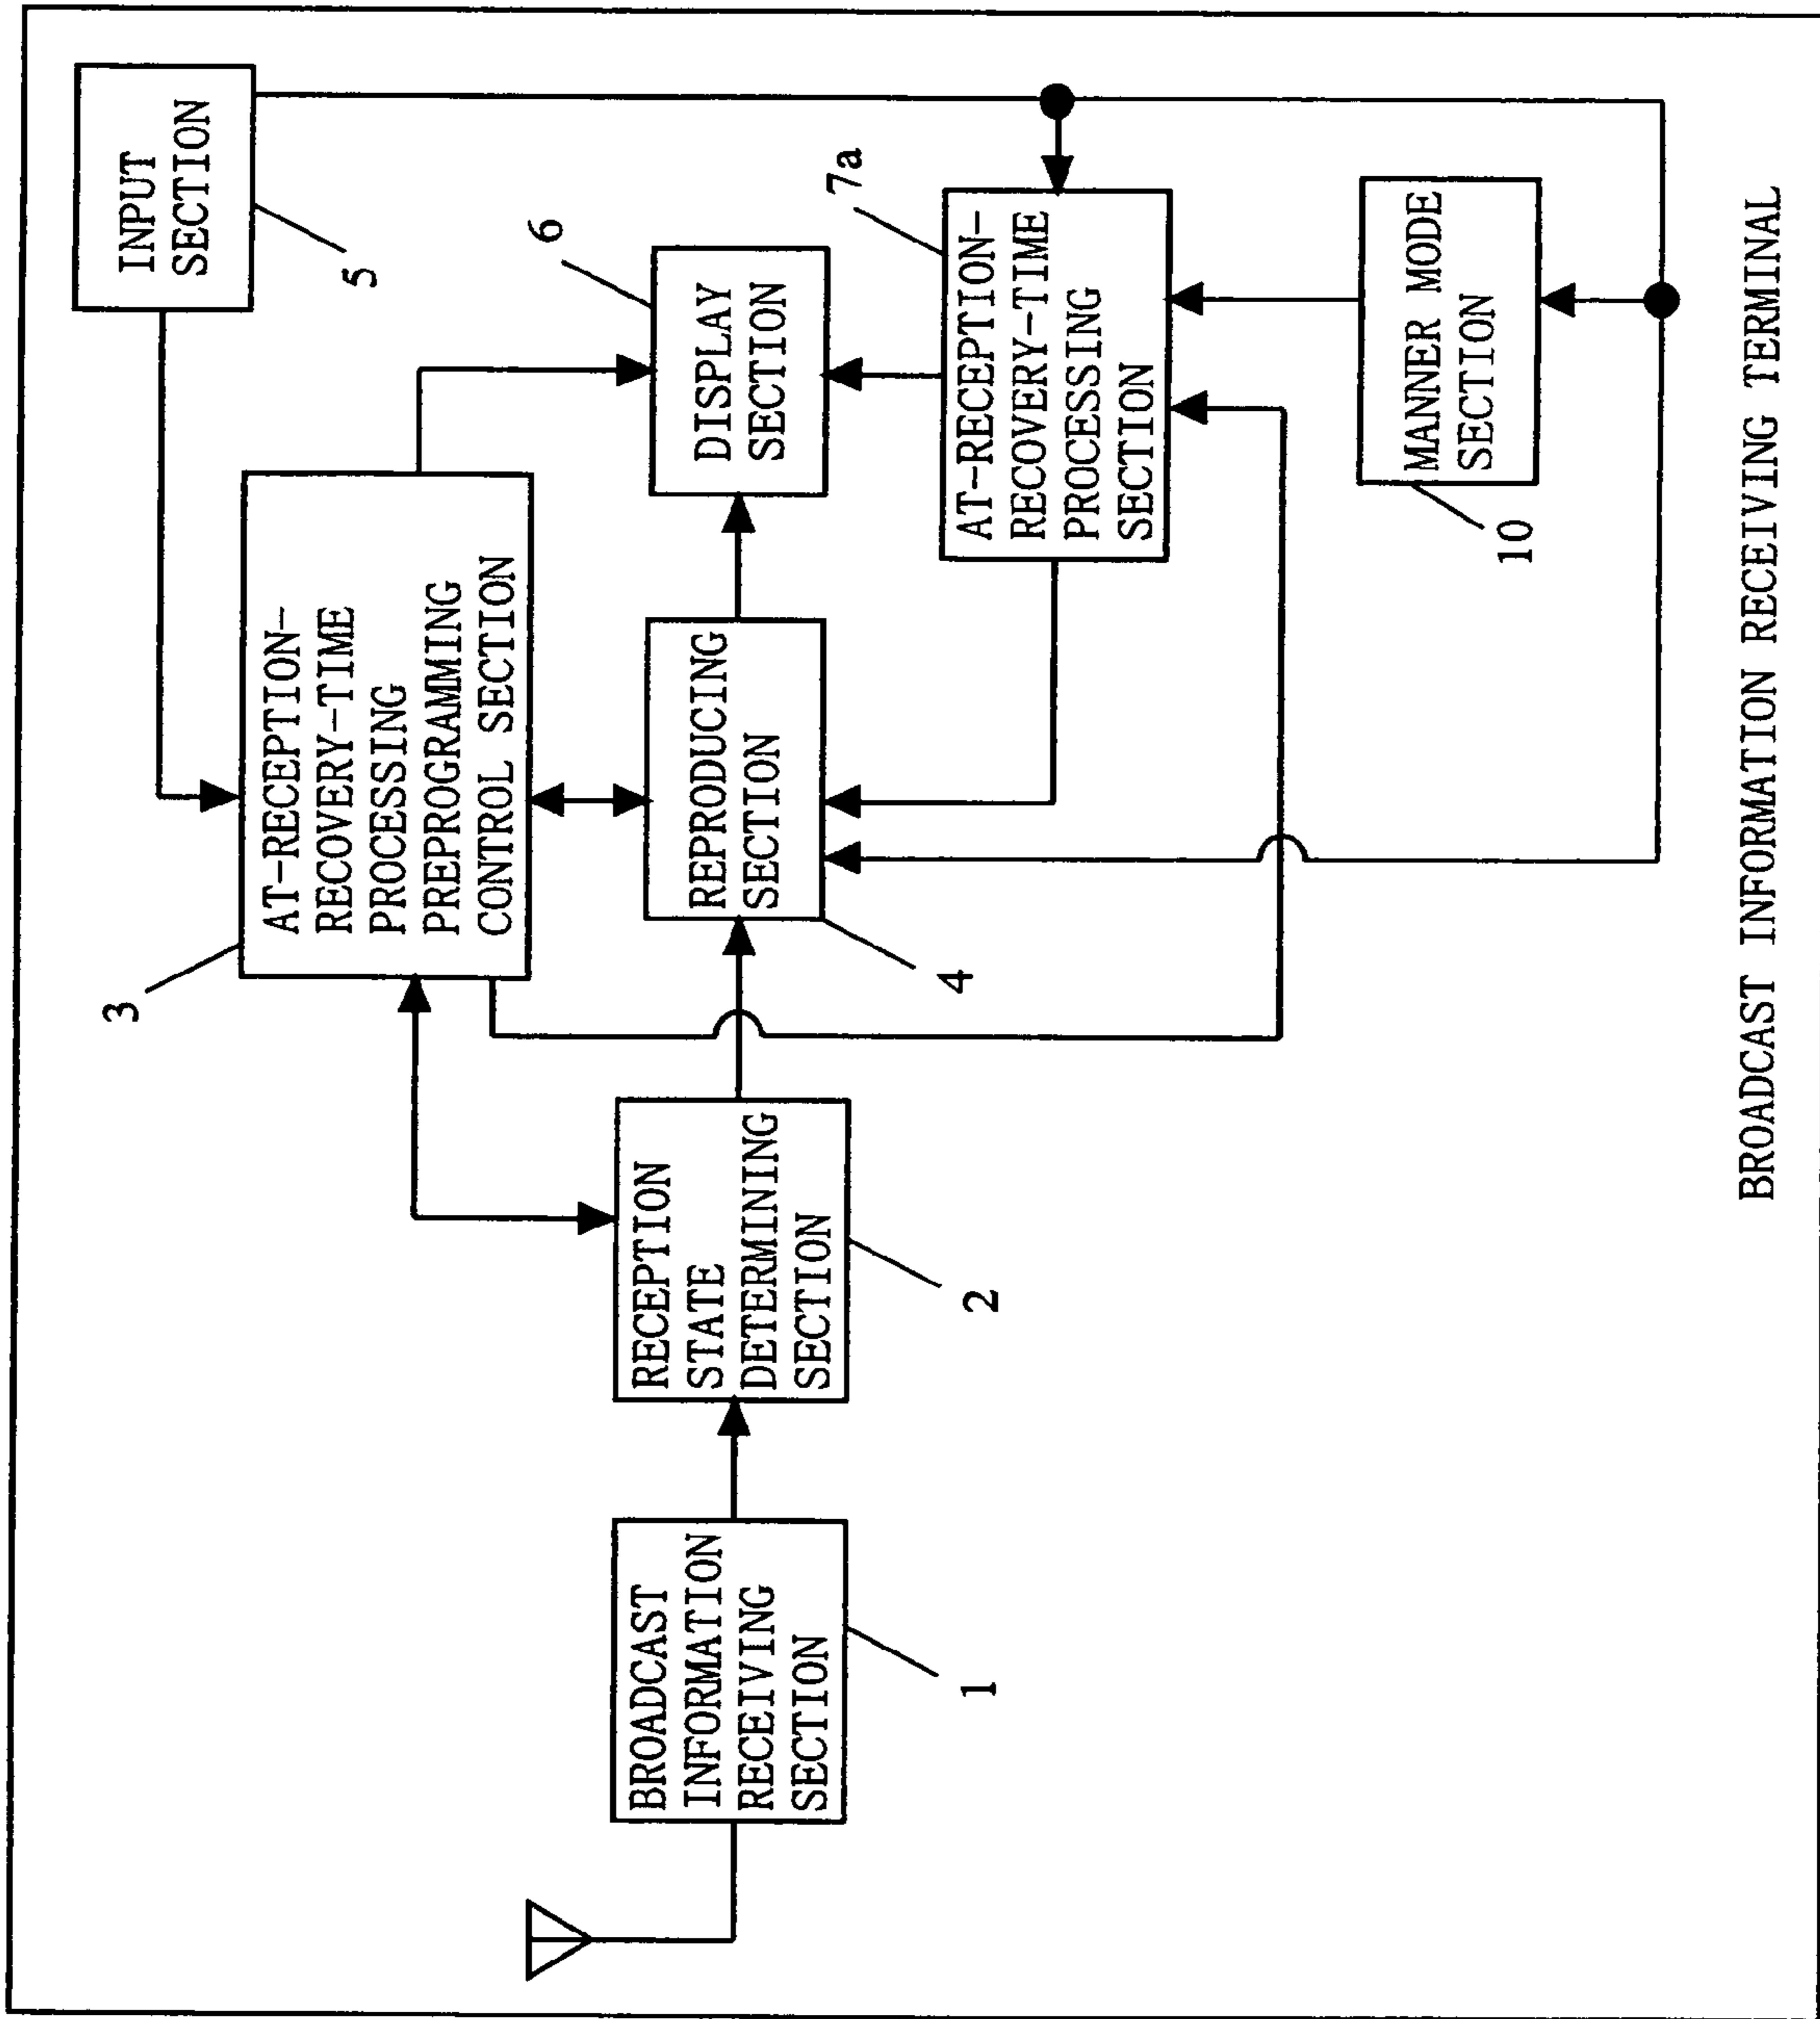 INPUT
SECTION
5
3
AT-RECEPTION-
RECOVERY-TIME
PROCESSING
PREPROGRAMING
CONTROL SECTION
6
DISPLAY
SECTION
REPRODUCING
SECTION
4
7a
AT-RECEPTION-
RECOVERY-TIME
PROCESSING
SECTION
RECEPTION
STATE
DETERMINING
SECTION
2
BROADCAST
INFORMATION
RECEIVING
SECTION
1
MANNER MODE
SECTION
10
BROADCAST INFORMATION RECEIVING TERMINAL